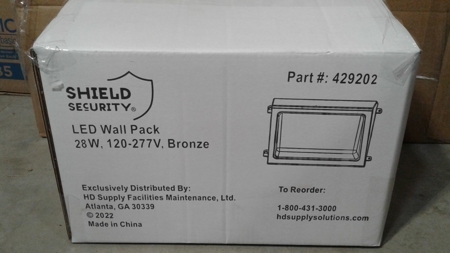 SHIELD
SECURITY®
Part #: 429202
LED Wall Pack
28W, 120-277V, Bronze
Exclusively Distributed By:
HD Supply Facilities Maintenance, Ltd.
Atlanta, GA 30339
© 2022
Made in China
To Reorder:
1-800-431-3000
hdsupplysolutions.com